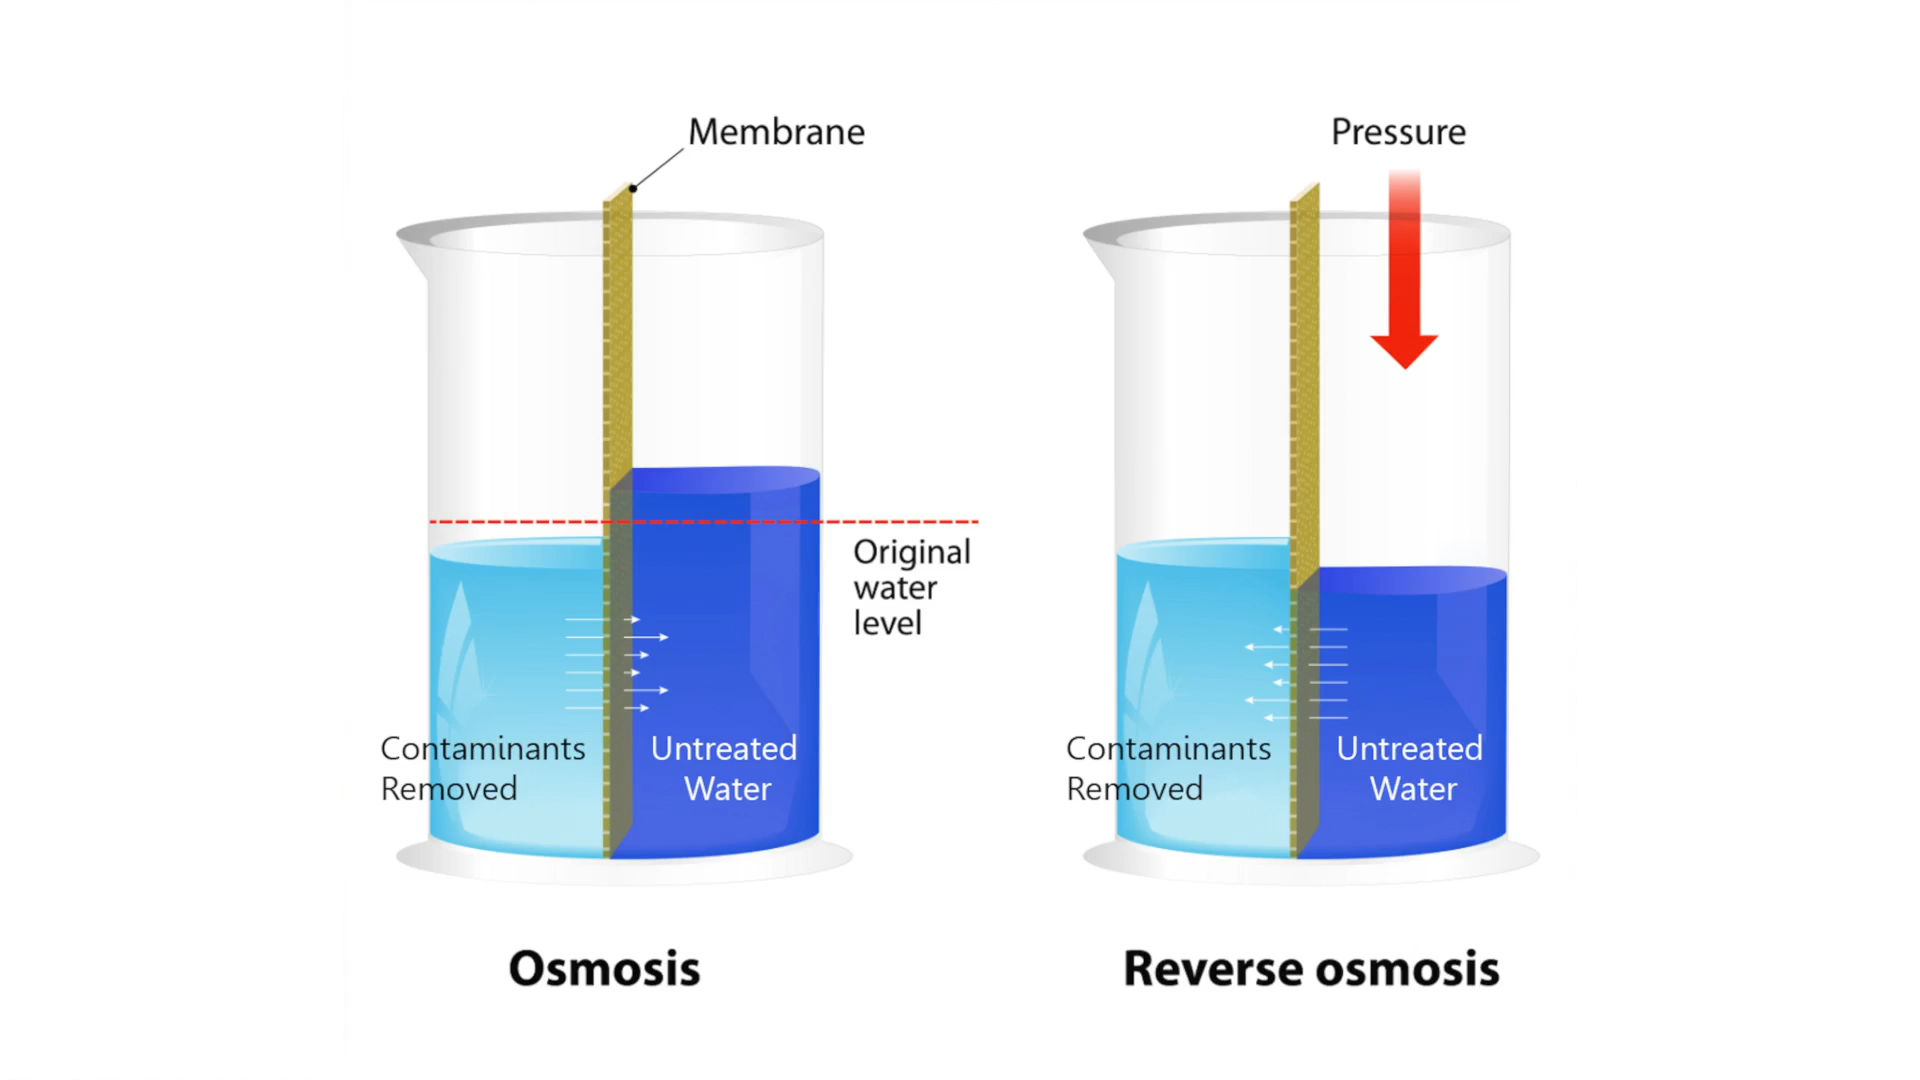 Membrane
Pressure
Original
water
level
Contaminants
Removed
Untreated
Water
Contaminants
Removed
Untreated
Water
Osmosis
Reverse osmosis